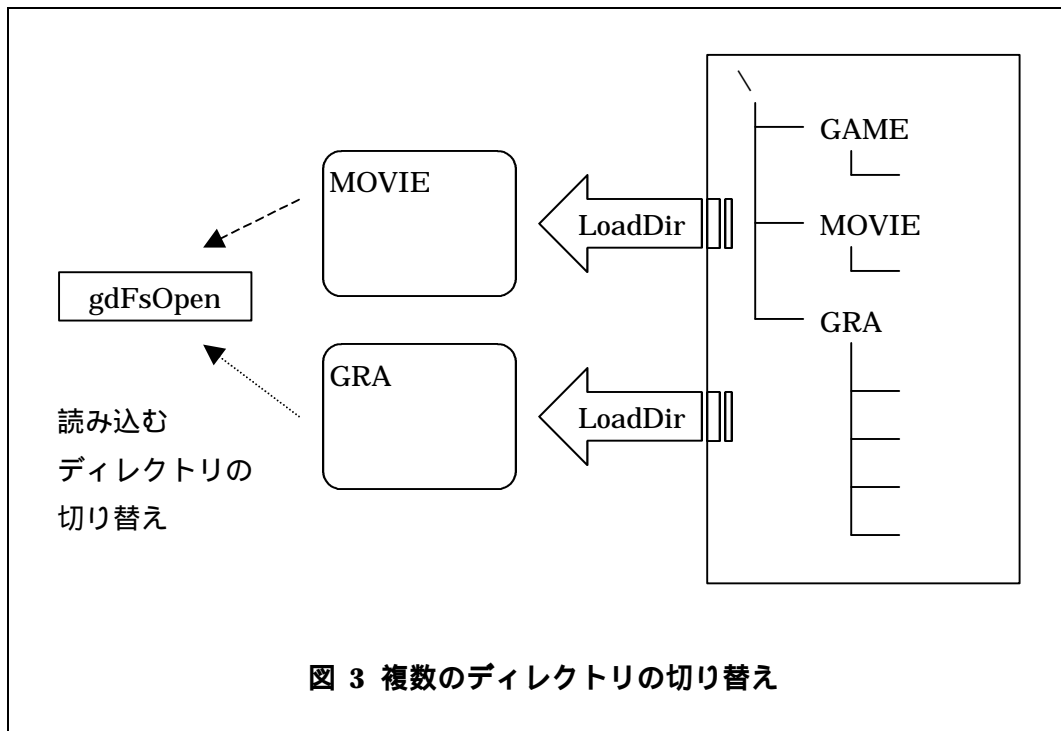 \
GAME
MOVIE
GRA
MOVIE
LoadDir
gdFsOpen
GRA
LoadDir
読み込む
ディレクトリの
切り替え
図 3 複数のディレクトリの切り替え